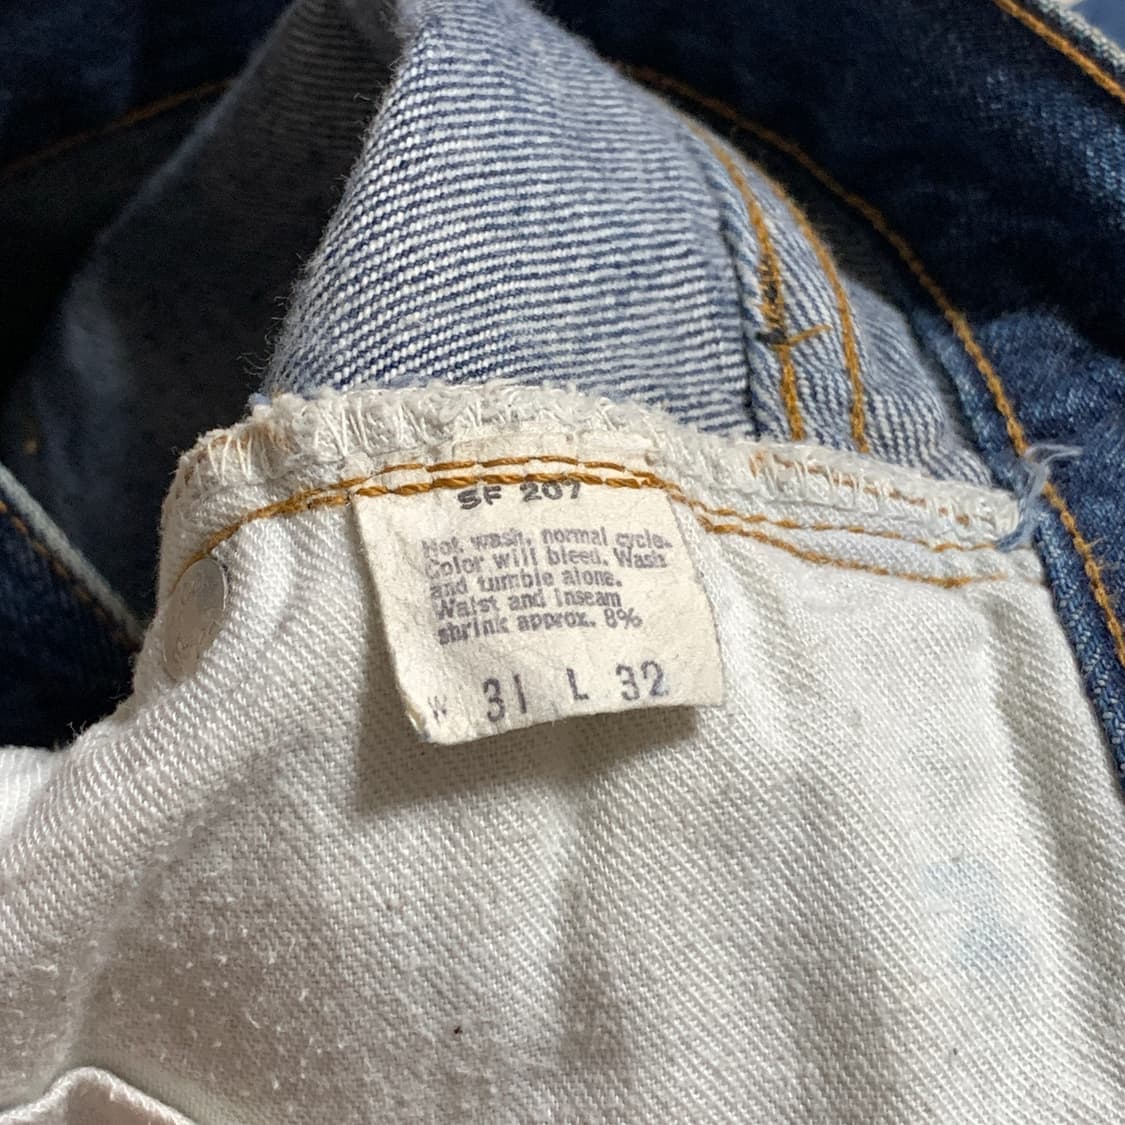 SF 207
Hot wash, normal cycle.
Color will bleed. Wash
and tumble alone.
Waist and inseam
shrink approx. 8%
W 31 L 32